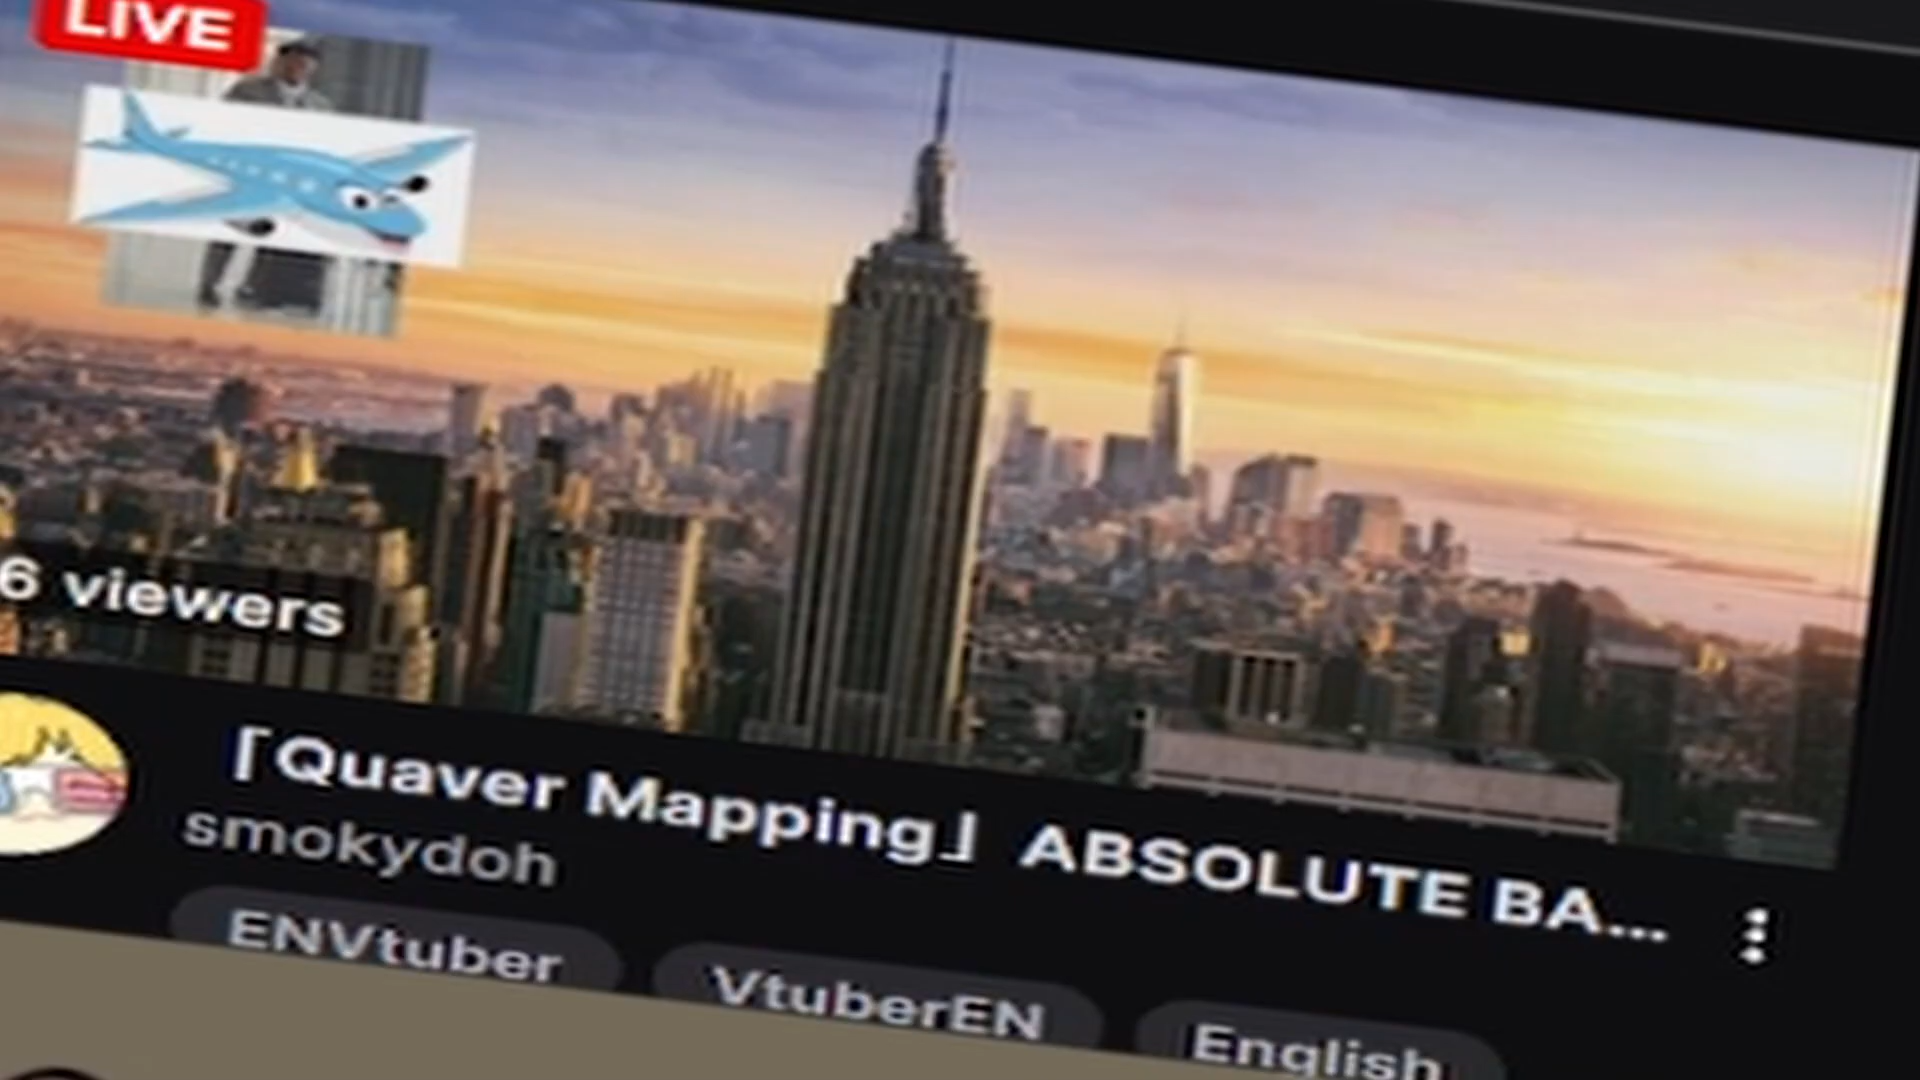 LIVE
6 viewers
「Quaver Mapping」 ABSOLUTE BA...
smokydoh
ENVtuber VtuberEN English